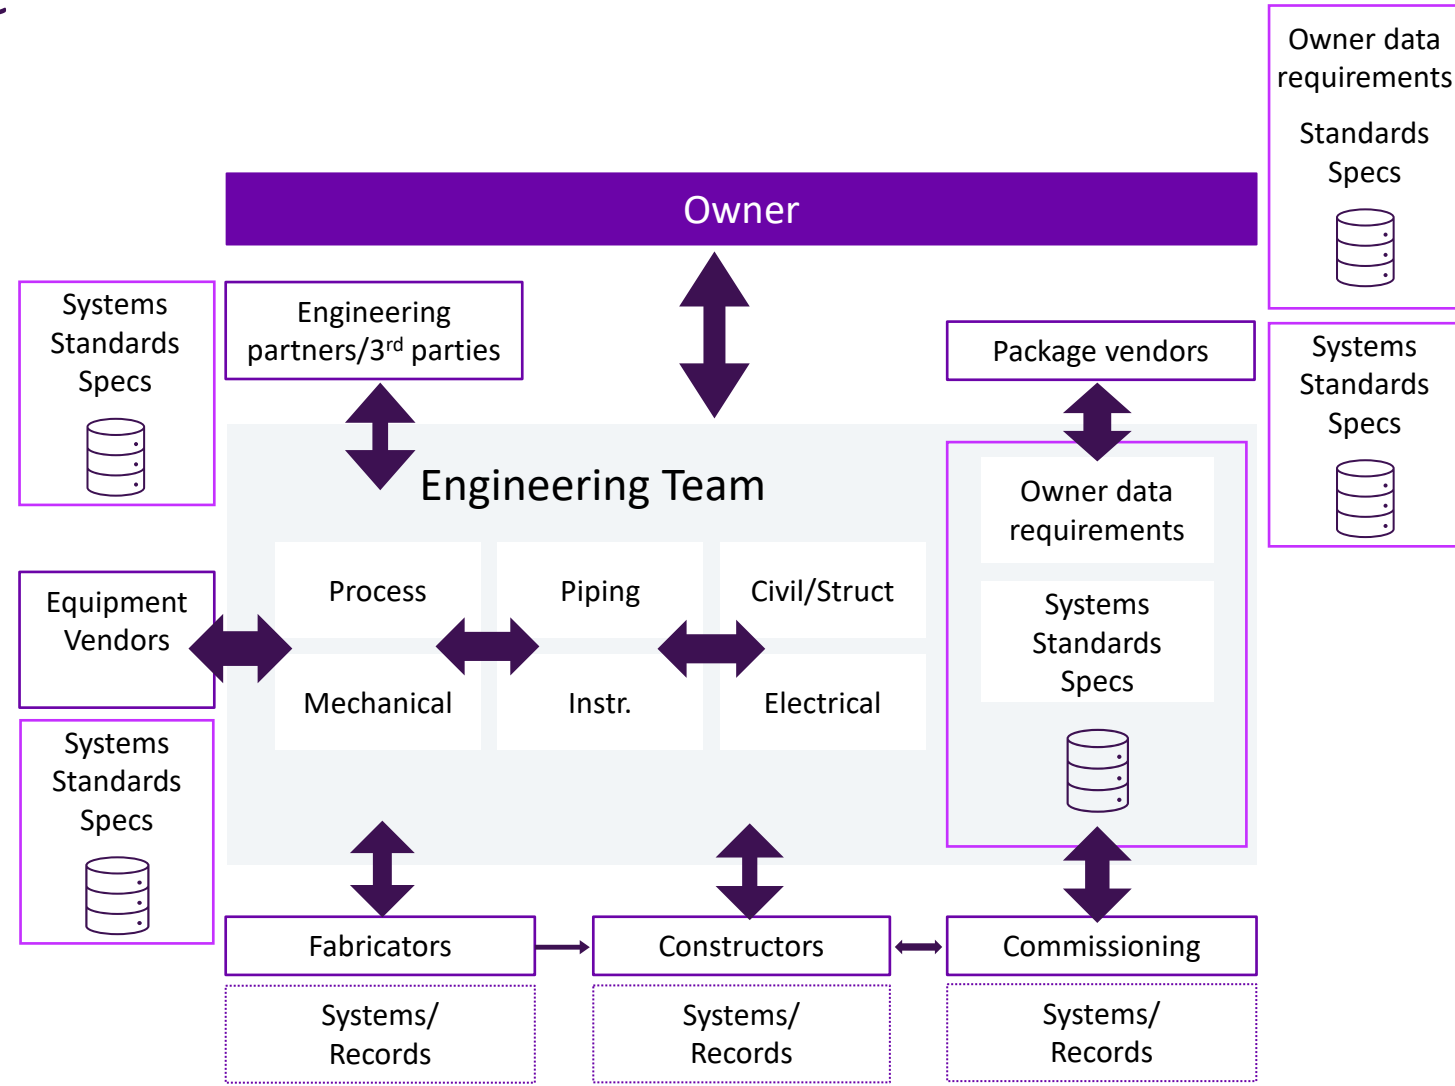 Owner data
requirements
Standards
Specs
Owner
Systems
Standards
Specs
Engineering
partners/3rd parties
Package vendors
Systems
Standards
Specs
Engineering Team
Owner data
requirements
Process
Piping
Civil/Struct
Equipment
Vendors
Systems
Standards
Specs
Mechanical
Instr.
Electrical
Systems
Standards
Specs
Fabricators
Constructors
Commissioning
Systems/
Records
Systems/
Records
Systems/
Records